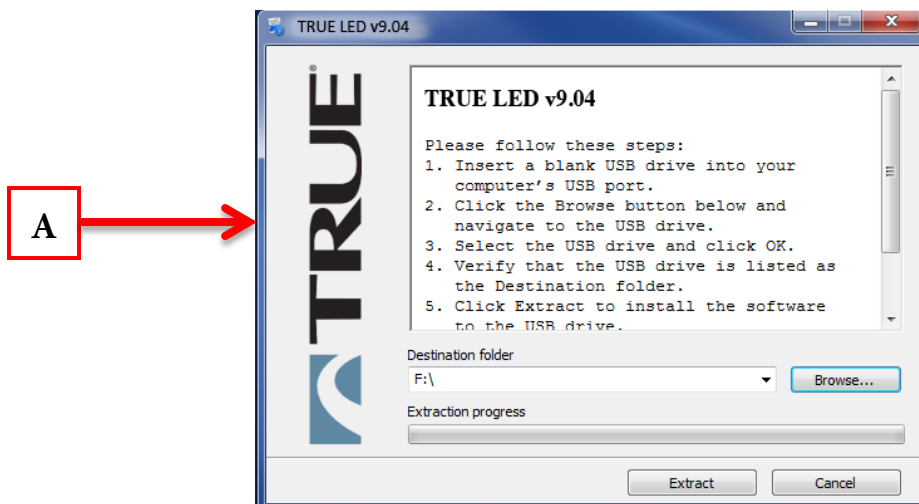 TRUE LED v9.04
TRUE®
TRUE LED v9.04
Please follow these steps:
1. Insert a blank USB drive into your
computer's USB port.
2. Click the Browse button below and
navigate to the USB drive.
3. Select the USB drive and click OK.
4. Verify that the USB drive is listed as
the Destination folder.
5. Click Extract to install the software
to the USB drive.
A
Destination folder
F:\
Browse...
Extraction progress
Extract
Cancel